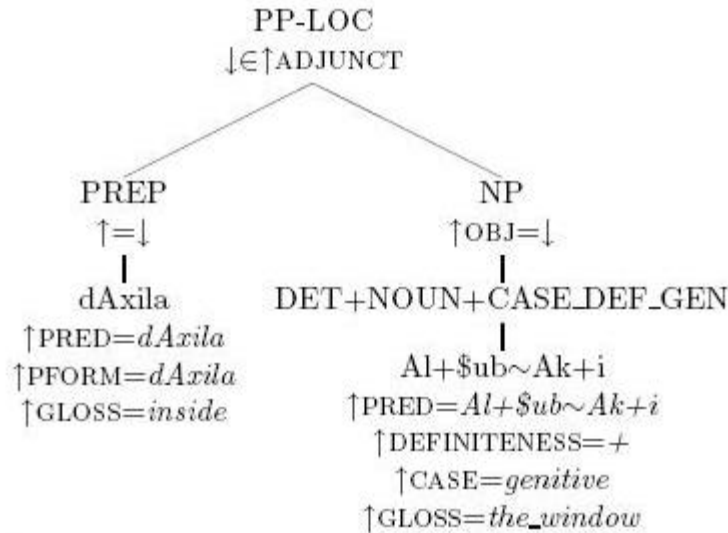 PP-LOC
↓∈↑ADJUNCT
PREP
↑=↓
dAxila
↑PRED=dAxila
↑PFORM=dAxila
↑GLOSS=inside
NP
↑OBJ=↓
DET+NOUN+CASE_DEF_GEN
Al+$ub~Ak+i
↑PRED=Al+$ub~Ak+i
↑DEFINITENESS=+
↑CASE=genitive
↑GLOSS=the_window